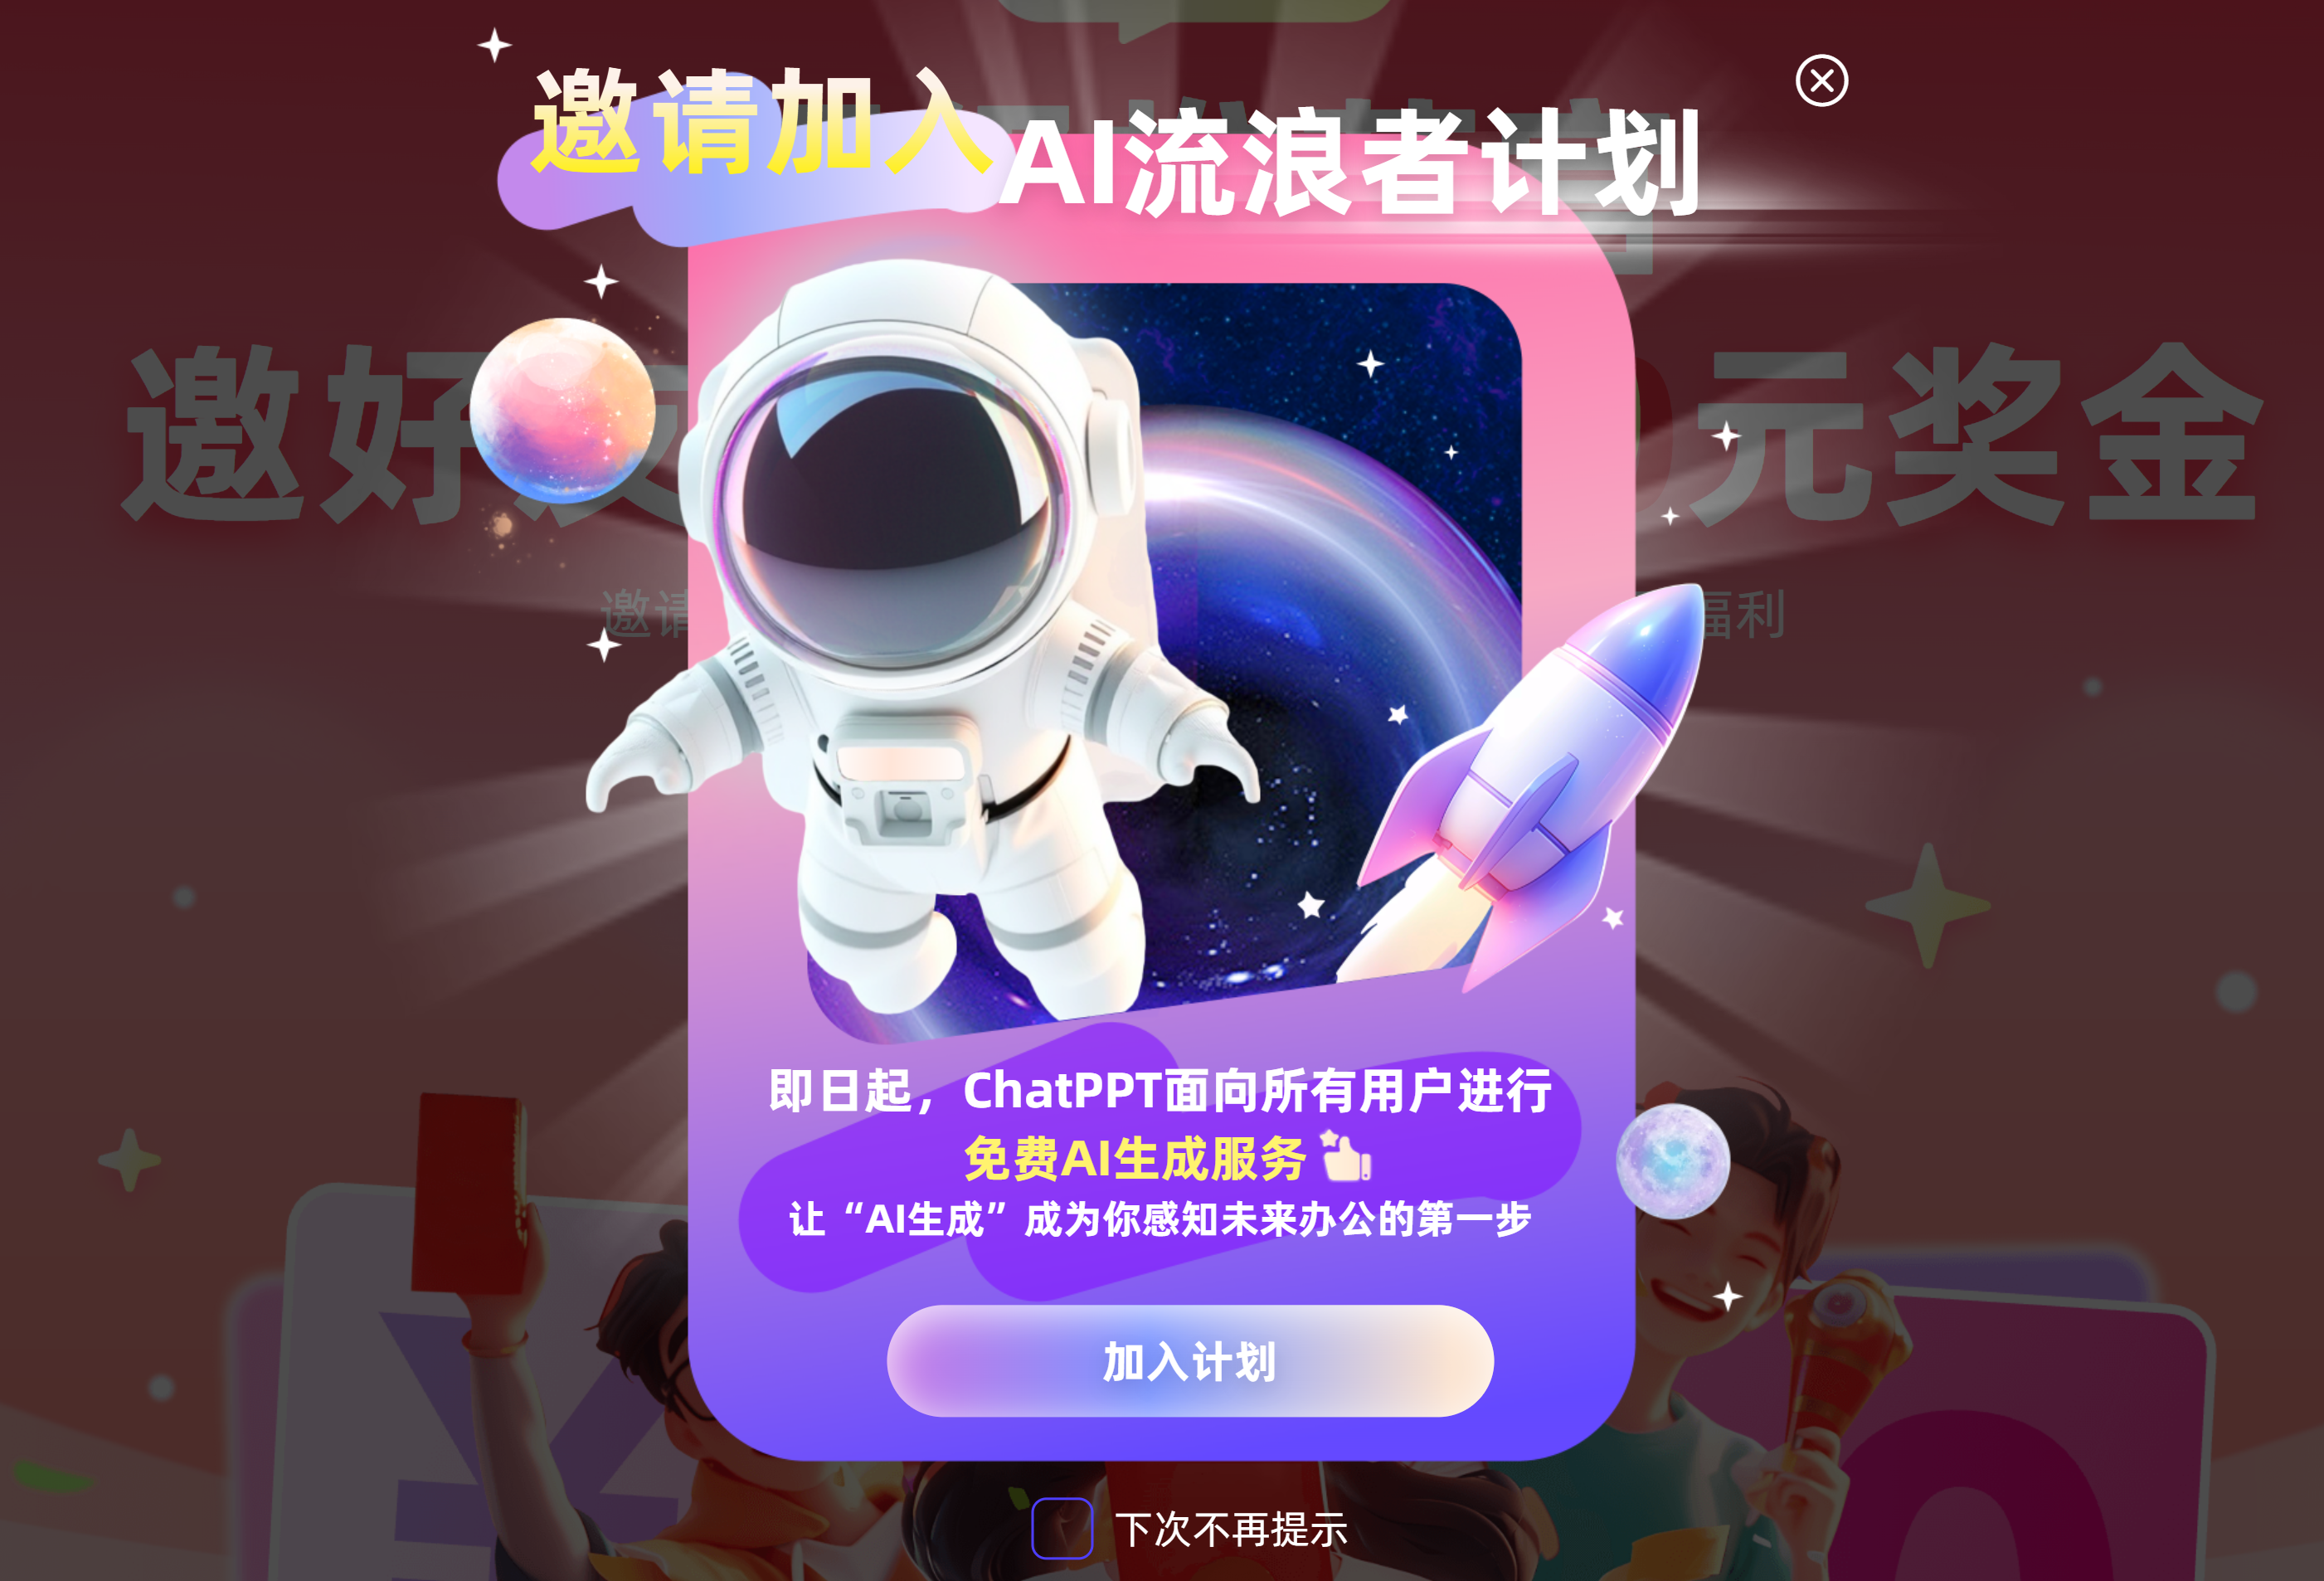 邀请加入
AI流浪者计划
邀好友
元奖金
邀请
福利
即日起，ChatPPT面向所有用户进行
免费AI生成服务
让“AI生成”成为你感知未来办公的第一步
加入计划
下次不再提示